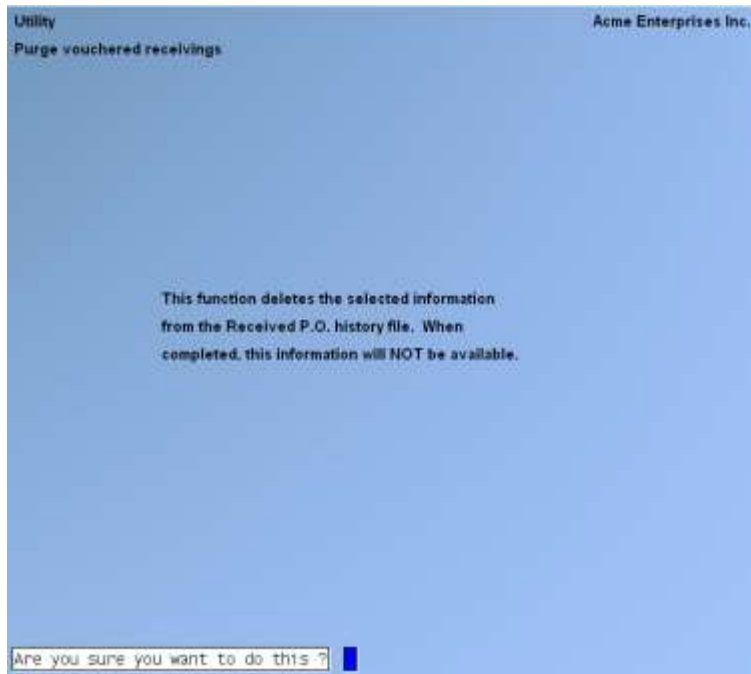 Utility
Acme Enterprises Inc.
Purge vouchered receivings
This function deletes the selected information
from the Received P.O. history file. When
completed, this information will NOT be available.
Are you sure you want to do this ?